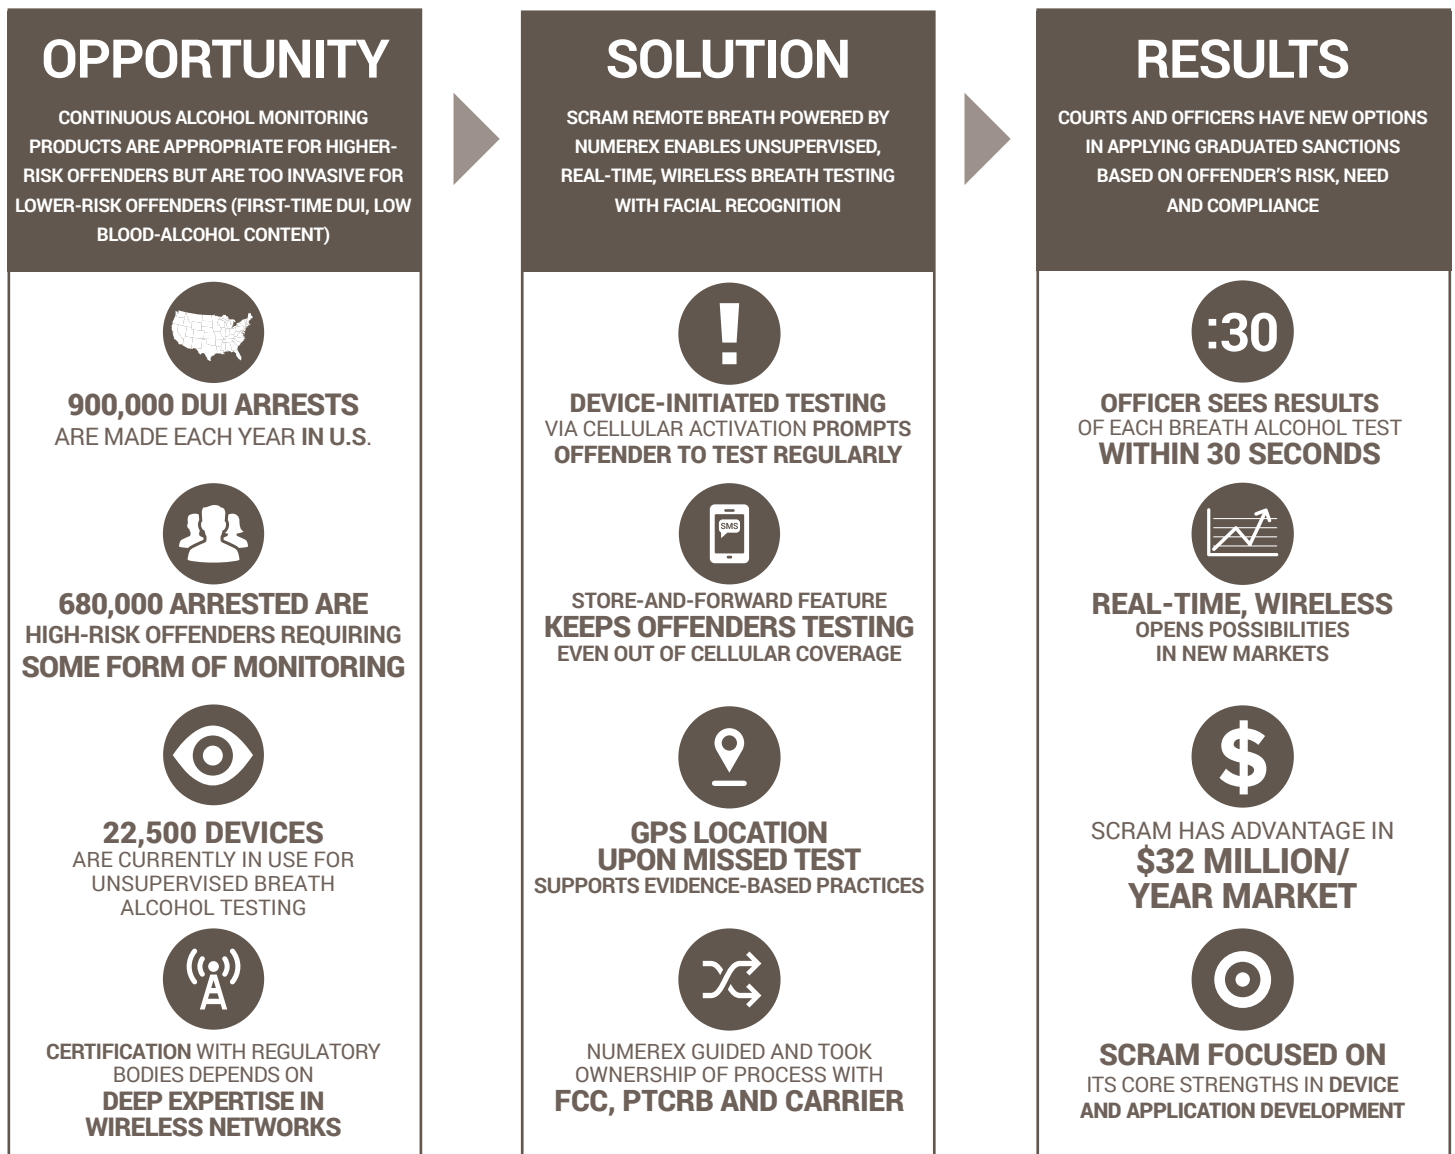 OPPORTUNITY
CONTINUOUS ALCOHOL MONITORING
PRODUCTS ARE APPROPRIATE FOR HIGHER-
RISK OFFENDERS BUT ARE TOO INVASIVE FOR
LOWER-RISK OFFENDERS (FIRST-TIME DUI, LOW
BLOOD-ALCOHOL CONTENT)
900,000 DUI ARRESTS
ARE MADE EACH YEAR IN U.S.
680,000 ARRESTED ARE
HIGH-RISK OFFENDERS REQUIRING
SOME FORM OF MONITORING
22,500 DEVICES
ARE CURRENTLY IN USE FOR
UNSUPERVISED BREATH
ALCOHOL TESTING
CERTIFICATION WITH REGULATORY
BODIES DEPENDS ON
DEEP EXPERTISE IN
WIRELESS NETWORKS
SOLUTION
SCRAM REMOTE BREATH POWERED BY
NUMEREX ENABLES UNSUPERVISED,
REAL-TIME, WIRELESS BREATH TESTING
WITH FACIAL RECOGNITION
!
DEVICE-INITIATED TESTING
VIA CELLULAR ACTIVATION PROMPTS
OFFENDER TO TEST REGULARLY
SMS
STORE-AND-FORWARD FEATURE
KEEPS OFFENDERS TESTING
EVEN OUT OF CELLULAR COVERAGE
GPS LOCATION
UPON MISSED TEST
SUPPORTS EVIDENCE-BASED PRACTICES
NUMEREX GUIDED AND TOOK
OWNERSHIP OF PROCESS WITH
FCC, PTCRB AND CARRIER
RESULTS
COURTS AND OFFICERS HAVE NEW OPTIONS
IN APPLYING GRADUATED SANCTIONS
BASED ON OFFENDER'S RISK, NEED
AND COMPLIANCE
:30
OFFICER SEES RESULTS
OF EACH BREATH ALCOHOL TEST
WITHIN 30 SECONDS
REAL-TIME, WIRELESS
OPENS POSSIBILITIES
IN NEW MARKETS
$
SCRAM HAS ADVANTAGE IN
$32 MILLION/
YEAR MARKET
SCRAM FOCUSED ON
ITS CORE STRENGTHS IN DEVICE
AND APPLICATION DEVELOPMENT